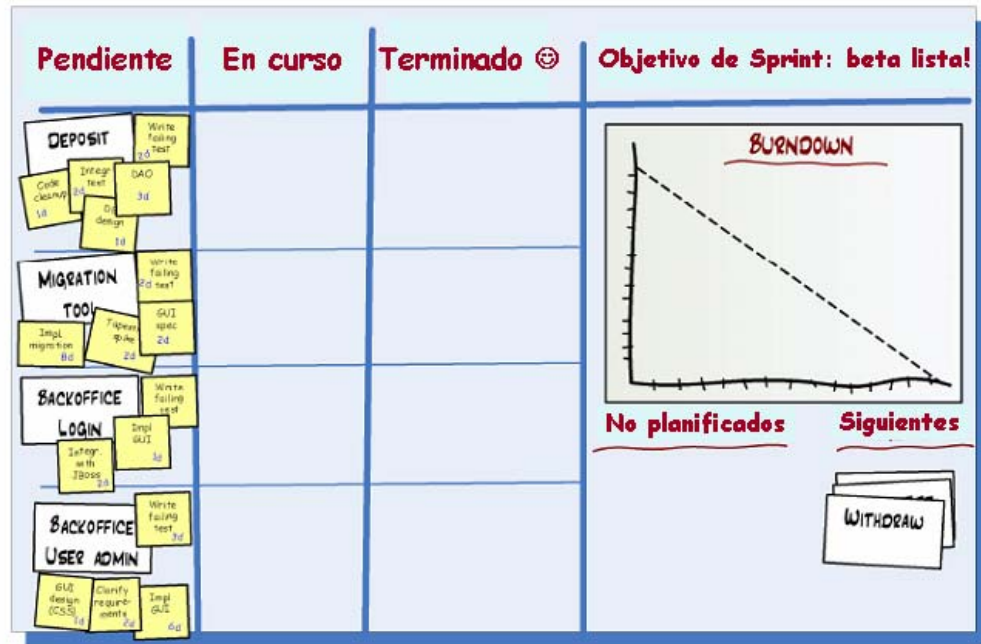 Pendiente
En curso
Terminado ☺
Objetivo de Sprint: beta lista!
DEPOSIT
Write
failing
test
2d
Code
cleanup
1d
Integr
test
2d
DAO
3d
design
1d
MIGRATION
TOOL
Write
failing
test
2d
GUI
spec
2d
Impl
migration
8d
2d
BACKOFFICE
LOGIN
Write
failing
test
Impl
GUI
Integr.
with
JBoss
2d
BACKOFFICE
USER ADMIN
Write
failing
test
3d
GUI
design
(CSS)
1d
Clarify
require-
ments
2d
Impl
GUI
6d
BURNDOWN
No planificados
Siguientes
WITHDRAW